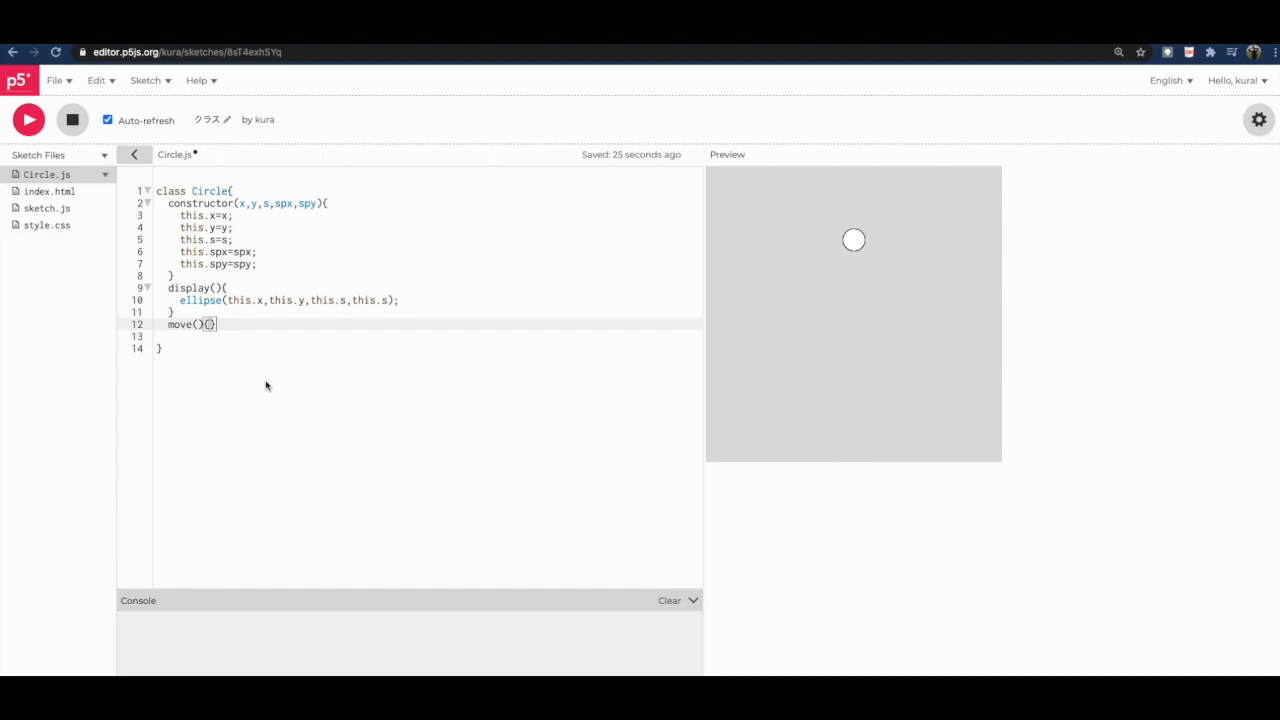 editor.p5js.org/kura/sketches/8sT4exhSYq
p5* File Edit Sketch Help English Hello, kura!
Auto-refresh クラス by kura
Sketch Files Circle.js Saved: 25 seconds ago Preview
Circle.js
index.html
sketch.js
style.css
1 class Circle{
2 constructor(x,y,s,spx,spy){
3 this.x=x;
4 this.y=y;
5 this.s=s;
6 this.spx=spx;
7 this.spy=spy;
8 }
9 display(){
10 ellipse(this.x,this.y,this.s,this.s);
11 }
12 move(){}
13
14 }
Console Clear